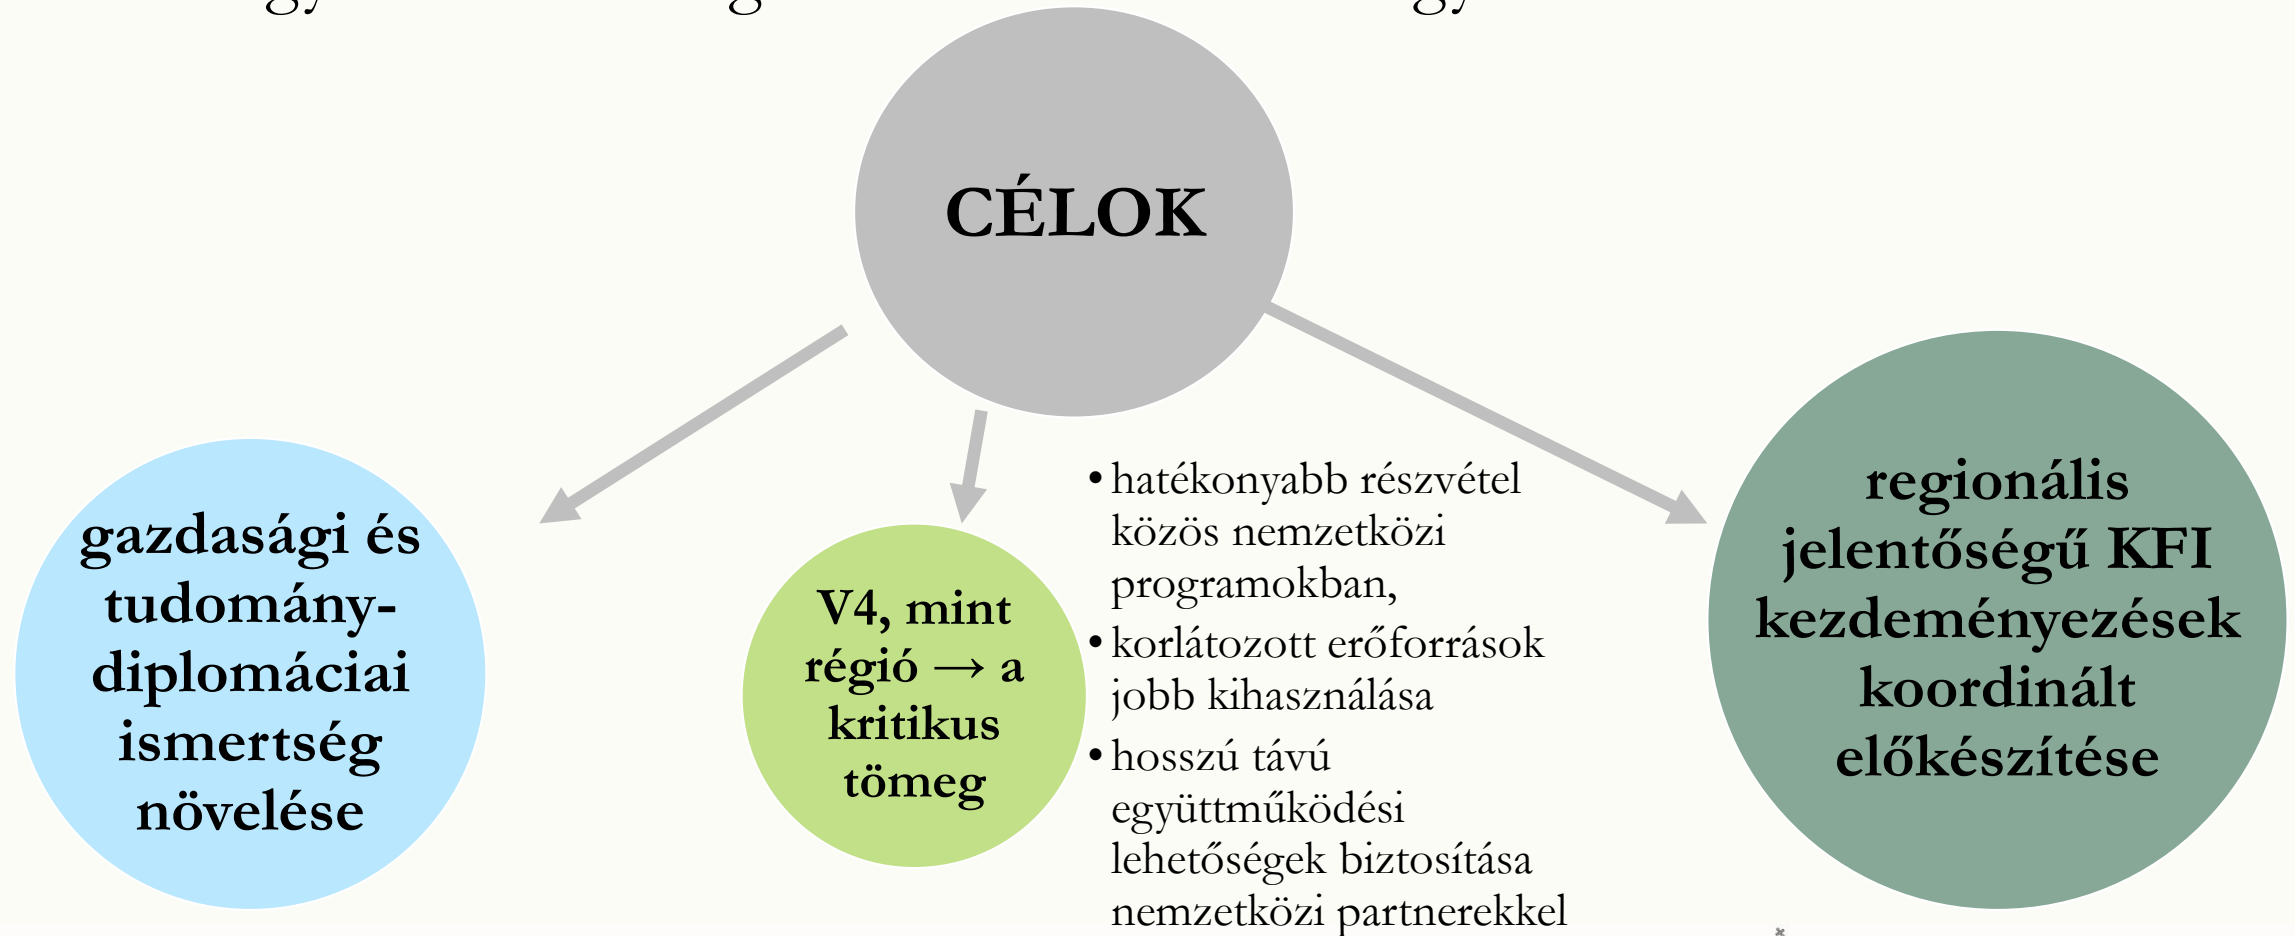 CÉLOK
gazdasági és
tudomány-
diplomáciai
ismertség
növelése
V4, mint
régió → a
kritikus
tömeg
• hatékonyabb részvétel
közös nemzetközi
programokban,
• korlátozott erőforrások
jobb kihasználása
• hosszú távú
együttműködési
lehetőségek biztosítása
nemzetközi partnerekkel
regionális
jelentőségű KFI
kezdeményezések
koordinált
előkészítése